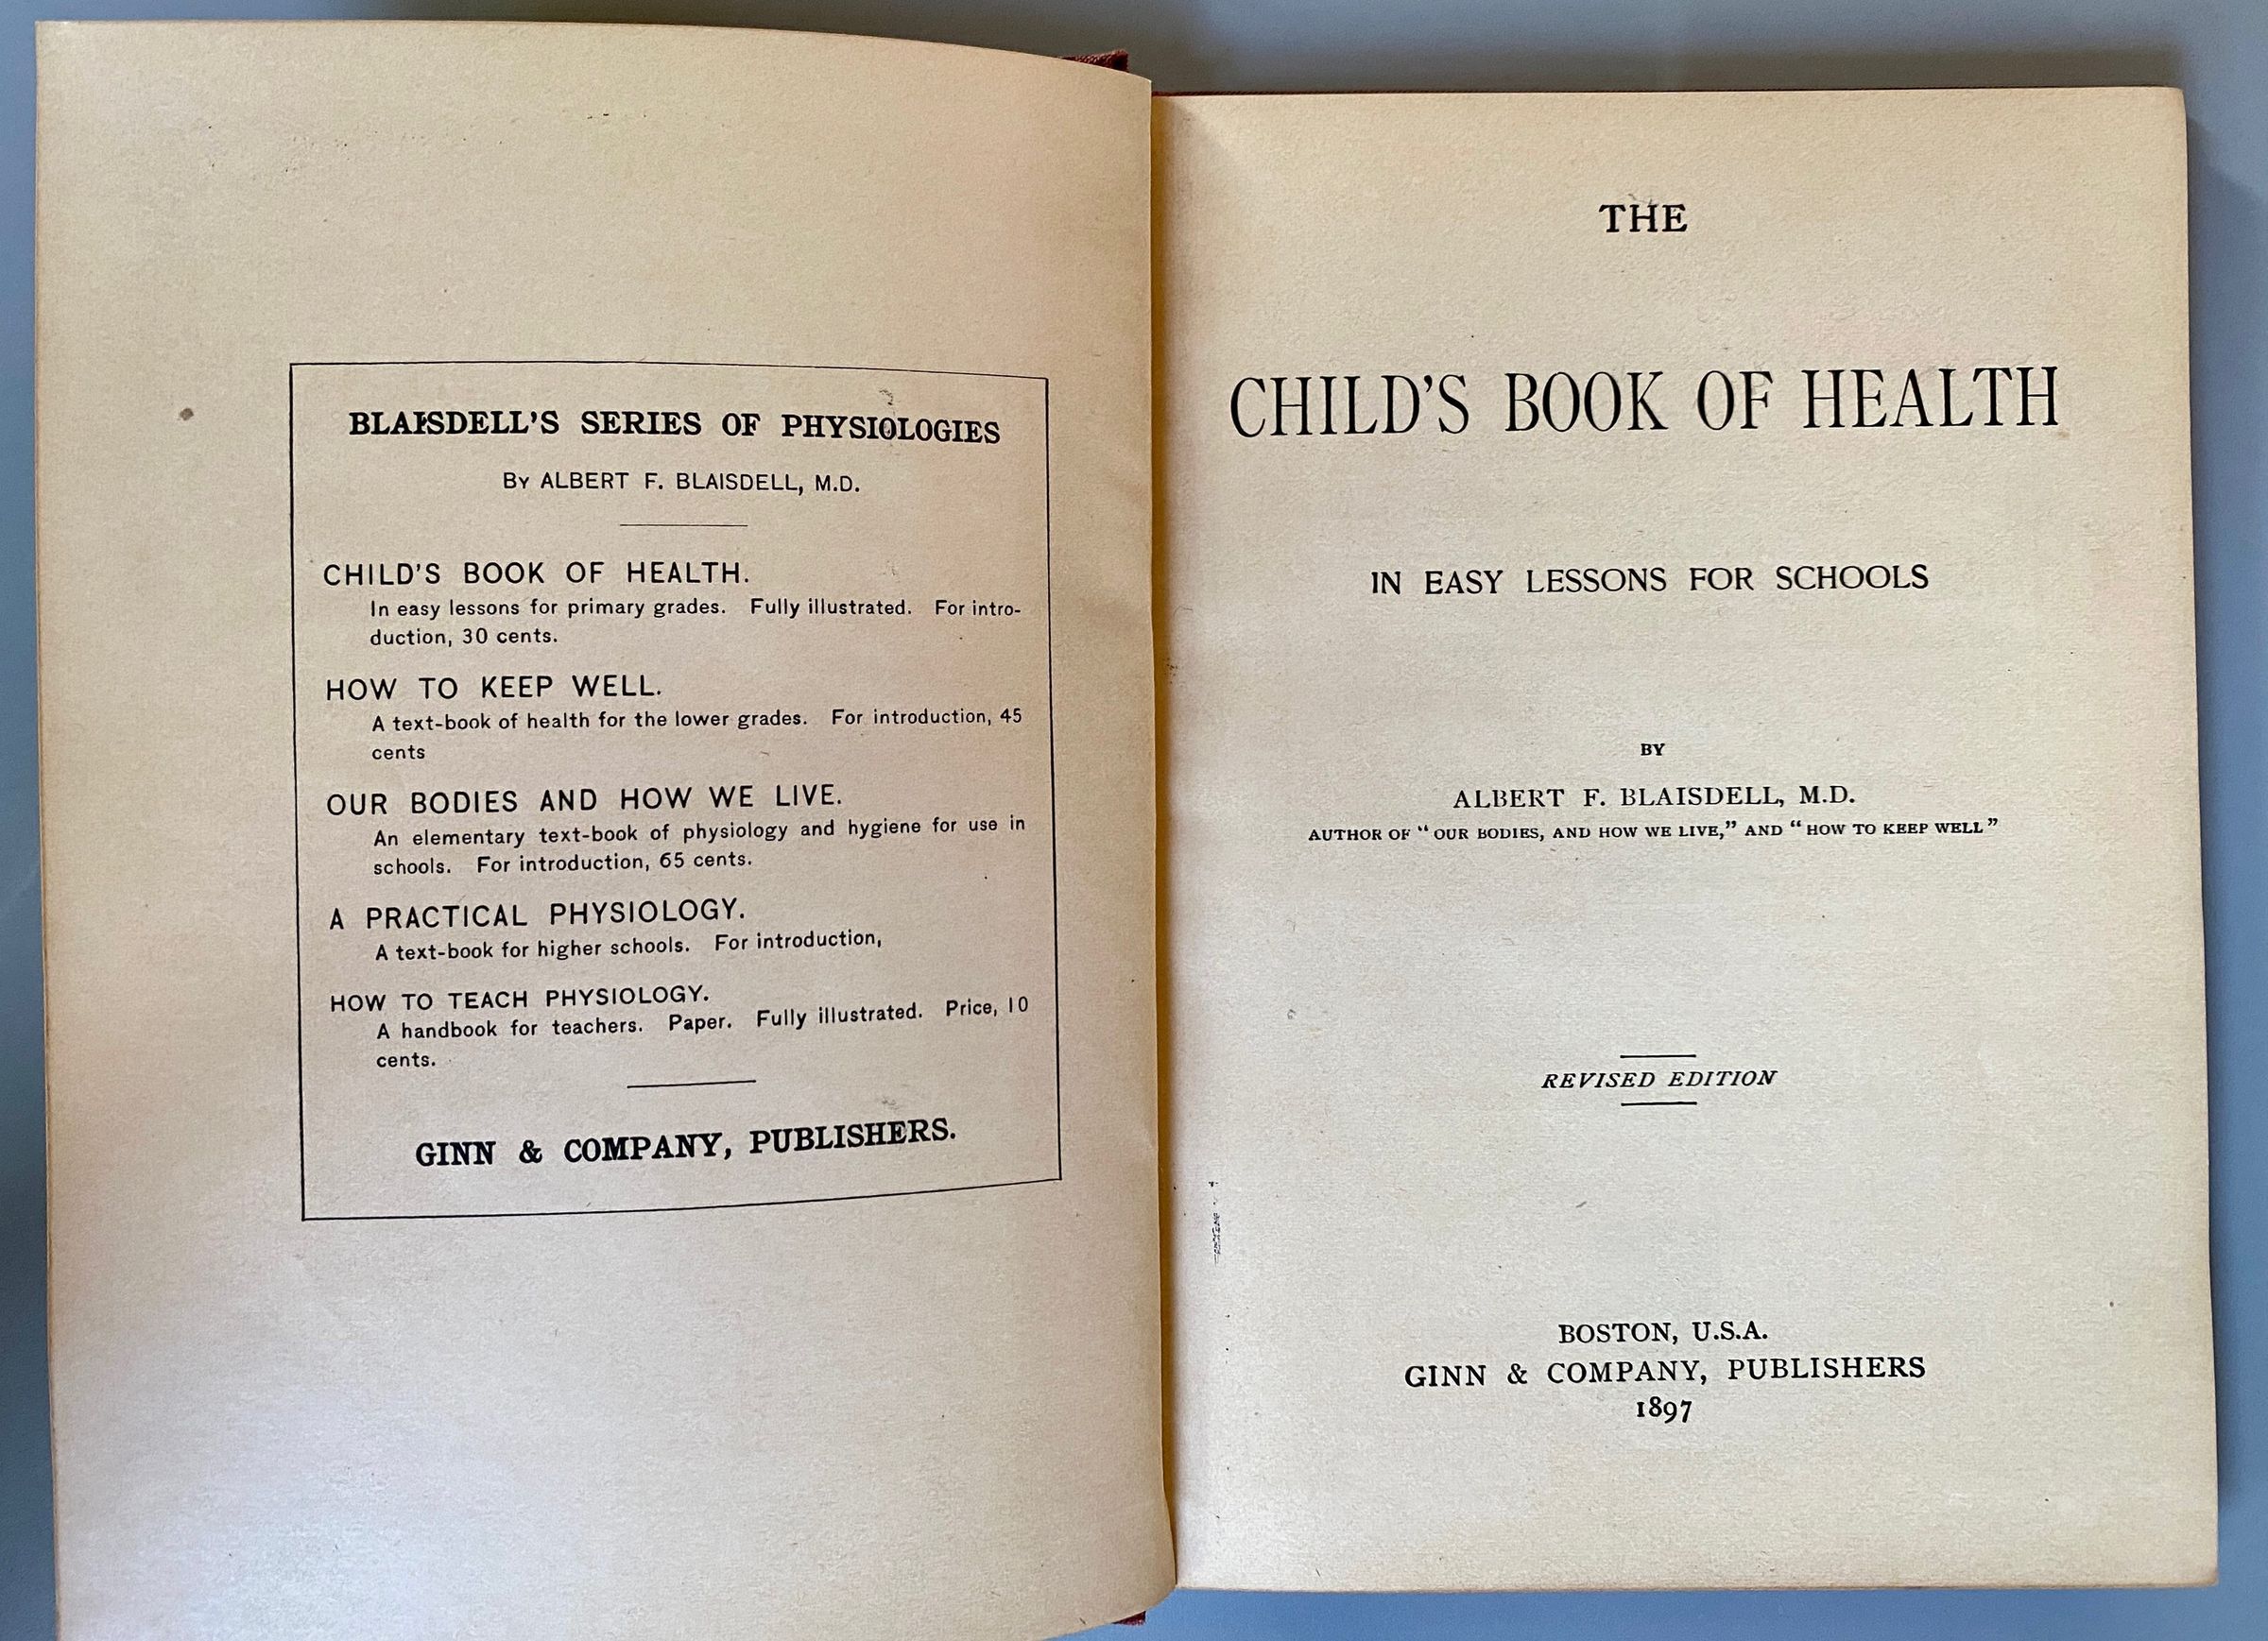 BLAISDELL'S SERIES OF PHYSIOLOGIES
By ALBERT F. BLAISDELL, M.D.
CHILD'S BOOK OF HEALTH.
In easy lessons for primary grades. Fully illustrated. For intro-
duction, 30 cents.
HOW TO KEEP WELL.
A text-book of health for the lower grades. For introduction, 45
cents
OUR BODIES AND HOW WE LIVE.
An elementary text-book of physiology and hygiene for use in
schools. For introduction, 65 cents.
A PRACTICAL PHYSIOLOGY.
A text-book for higher schools. For introduction,
HOW TO TEACH PHYSIOLOGY.
A handbook for teachers. Paper. Fully illustrated. Price, 10
cents.
GINN & COMPANY, PUBLISHERS.
THE
CHILD'S BOOK OF HEALTH
IN EASY LESSONS FOR SCHOOLS
BY
ALBERT F. BLAISDELL, M.D.
AUTHOR OF “OUR BODIES, AND HOW WE LIVE,” AND “HOW TO KEEP WELL”
REVISED EDITION
BOSTON, U.S.A.
GINN & COMPANY, PUBLISHERS
1897